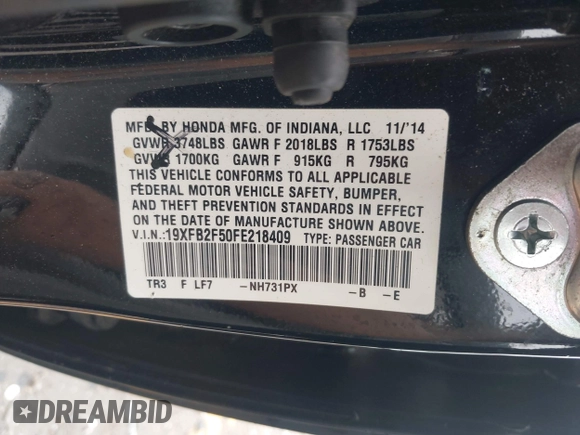 MFD. BY HONDA MFG. OF INDIANA, LLC 11/'14
GVWR 3748LBS GAWR F 2018LBS R 1753LBS
GVWR 1700KG GAWR F 915KG R 795KG
THIS VEHICLE CONFORMS TO ALL APPLICABLE
FEDERAL MOTOR VEHICLE SAFETY, BUMPER,
AND THEFT PREVENTION STANDARDS IN EFFECT
ON THE DATE OF MANUFACTURE SHOWN ABOVE.
V.I.N.:19XFB2F50FE218409 TYPE: PASSENGER CAR
TR3 F LF7 -NH731PX -B -E
DREAMBID